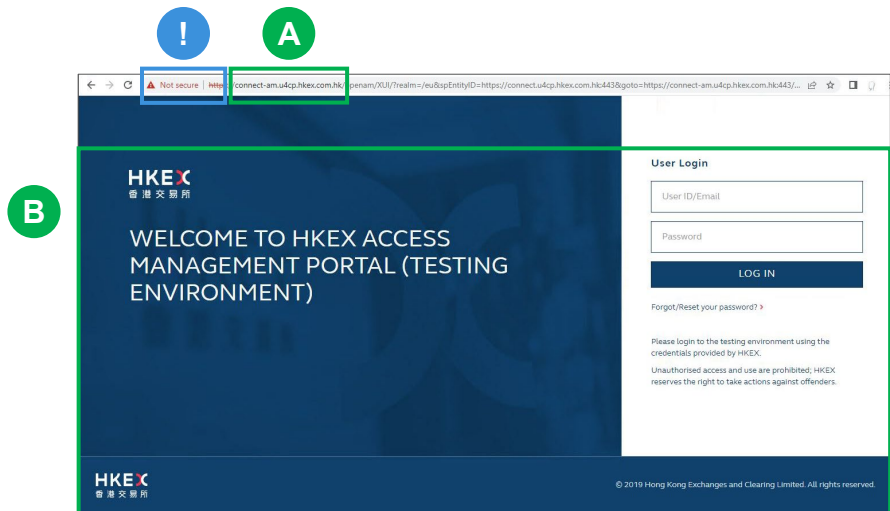 !
A
Not secure | https://connect-am.u4cp.hkex.com.hk/openam/XUI/?realm=/eu&spEntityID=https://connect.u4cp.hkex.com.hk:443&goto=https://connect-am.u4cp.hkex.com.hk:443/...
B
HKEX
香港交易所
WELCOME TO HKEX ACCESS
MANAGEMENT PORTAL (TESTING
ENVIRONMENT)
User Login
User ID/Email
Password
LOG IN
Forgot/Reset your password? >
Please login to the testing environment using the
credentials provided by HKEX.
Unauthorised access and use are prohibited; HKEX
reserves the right to take actions against offenders.
HKEX
香港交易所
© 2019 Hong Kong Exchanges and Clearing Limited. All rights reserved.